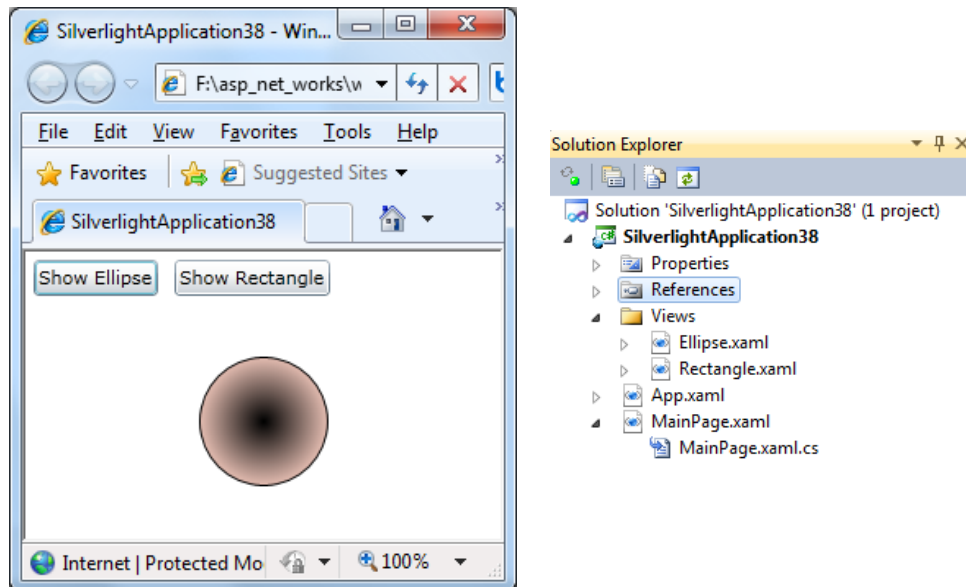 SilverlightApplication38 - Win...
F:\asp_net_works\w
File Edit View Favorites Tools Help
Favorites Suggested Sites
SilverlightApplication38
Show Ellipse Show Rectangle
Internet | Protected Mo 100%
Solution Explorer
Solution 'SilverlightApplication38' (1 project)
SilverlightApplication38
Properties
References
Views
Ellipse.xaml
Rectangle.xaml
App.xaml
MainPage.xaml
MainPage.xaml.cs